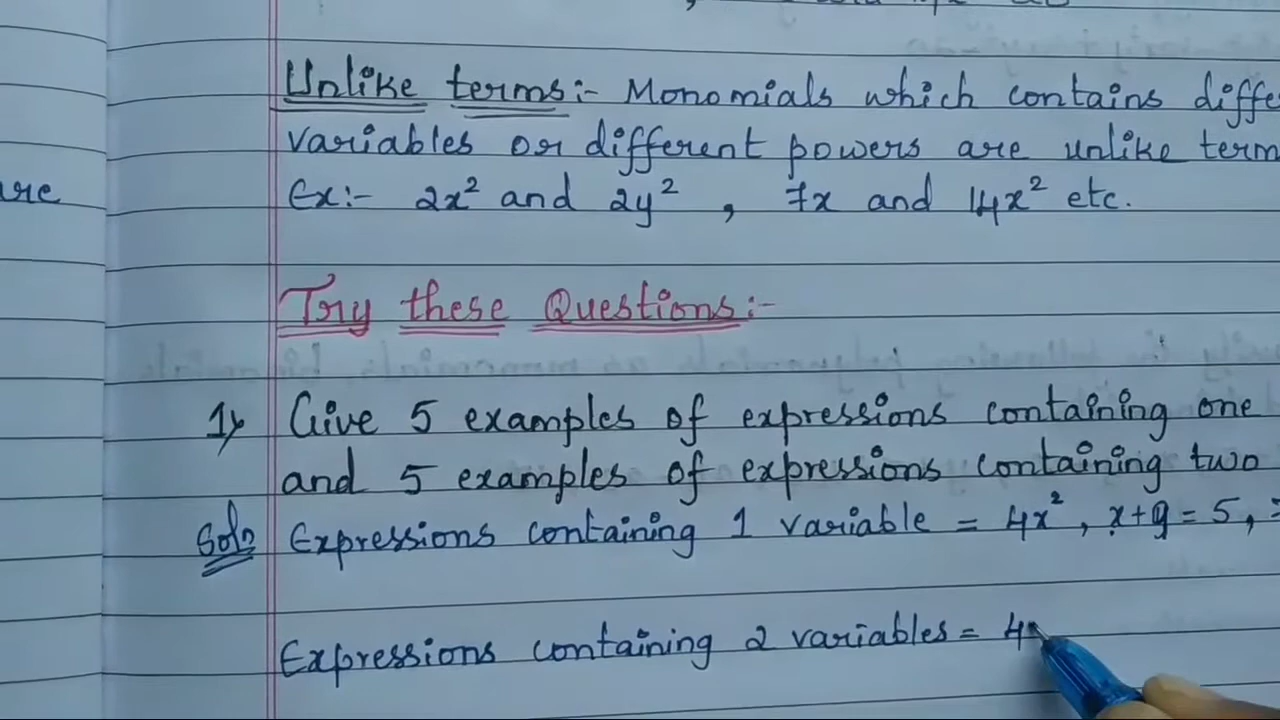 Unlike terms:- Monomials which contains diffe
variables or different powers are unlike term
are
Ex:- 2x² and 2y² , 7x and 14x² etc.
Try these Questions:-
1) Give 5 examples of expressions containing one
and 5 examples of expressions containing two
Soln Expressions containing 1 variable = 4x², x+9=5,
Expressions containing 2 variables = 4